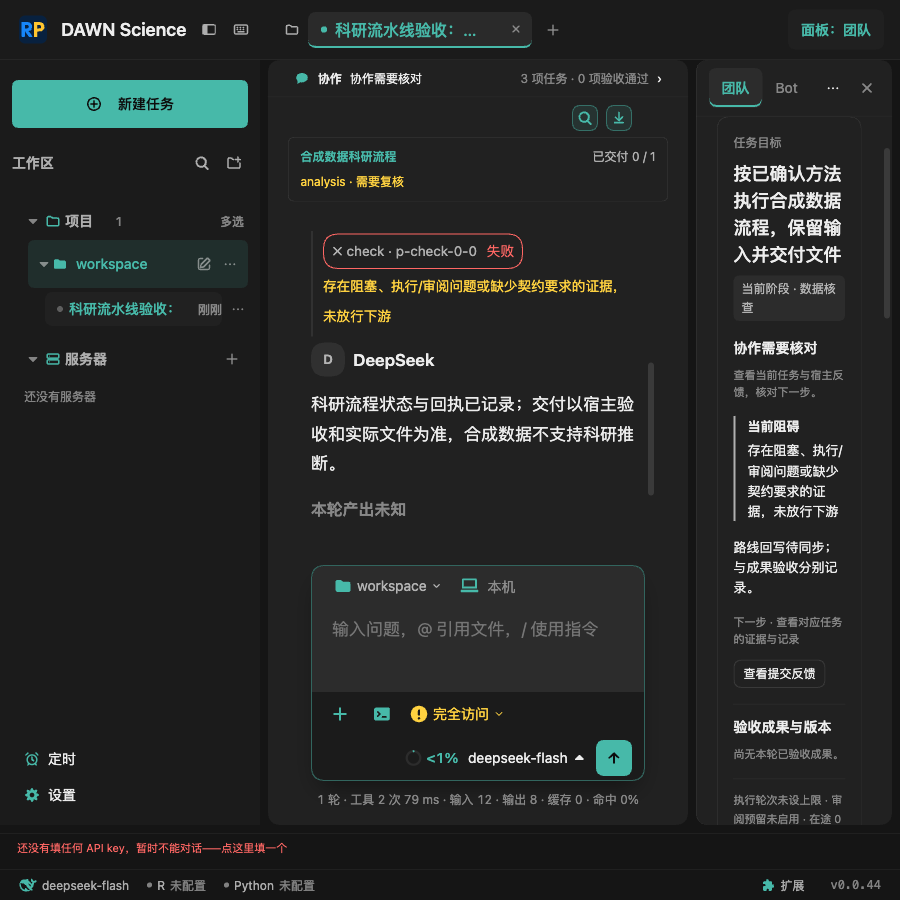 RP DAWN Science
科研流水线验收：...
面板：团队
新建任务
工作区
项目 1 多选
workspace
科研流水线验收： 刚刚
服务器
还没有服务器
定时
设置
协作 协作需要核对 3 项任务 · 0 项验收通过 ›
合成数据科研流程 已交付 0 / 1
analysis · 需要复核
check · p-check-0-0 失败
存在阻塞、执行/审阅问题或缺少契约要求的证据，
未放行下游
D DeepSeek
科研流程状态与回执已记录；交付以宿主验
收和实际文件为准，合成数据不支持科研推
断。
本轮产出未知
workspace 本机
输入问题，@ 引用文件，/ 使用指令
完全访问
<1% deepseek-flash
1 轮 · 工具 2 次 79 ms · 输入 12 · 输出 8 · 缓存 0 · 命中 0%
团队 Bot
任务目标
按已确认方法
执行合成数据
流程，保留输
入并交付文件
当前阶段 · 数据核
查
协作需要核对
查看当前任务与宿主反
馈，核对下一步。
当前阻碍
存在阻塞、执行/
审阅问题或缺少
契约要求的证
据，未放行下游
路线回写待同步；
与成果验收分别记
录。
下一步 · 查看对应任务
的证据与记录
查看提交反馈
验收成果与版本
尚无本轮已验收成果。
执行轮次未设上限 · 审
阅预留未启用 · 在途 0
还没有填任何 API key，暂时不能对话——点这里填一个
deepseek-flash R 未配置 Python 未配置 扩展 v0.0.44